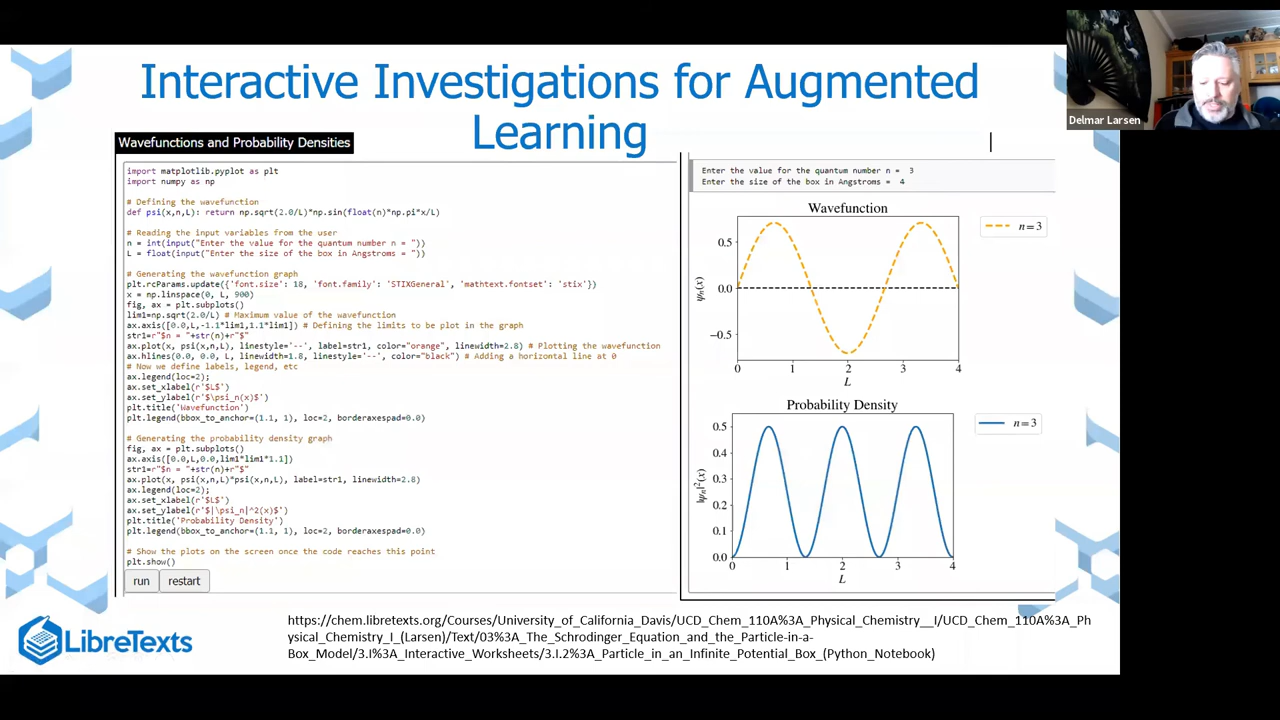 Interactive Investigations for Augmented
Learning
Delmar Larsen
Wavefunctions and Probability Densities
import matplotlib.pyplot as plt
import numpy as np
# Defining the wavefunction
def psi(x,n,L): return np.sqrt(2.0/L)*np.sin(float(n)*np.pi*x/L)
# Reading the input variables from the user
n = int(input("Enter the value for the quantum number n = "))
L = float(input("Enter the size of the box in Angstroms = "))
# Generating the wavefunction graph
plt.rcParams.update({'font.size': 18, 'font.family': 'STIXGeneral', 'mathtext.fontset': 'stix'})
x = np.linspace(0, L, 900)
fig, ax = plt.subplots()
lim1=np.sqrt(2.0/L) # Maximum value of the wavefunction
ax.axis([0.0,L,-1.1*lim1,1.1*lim1]) # Defining the limits to be plot in the graph
str1=r"$n = "+str(n)+r"$"
ax.plot(x, psi(x,n,L), linestyle='--', label=str1, color="orange", linewidth=2.8) # Plotting the wavefunction
ax.hlines(0.0, 0.0, L, linewidth=1.8, linestyle='--', color="black") # Adding a horizontal line at 0
# Now we define labels, legend, etc
ax.legend(loc=2);
ax.set_xlabel(r'$L$')
ax.set_ylabel(r'$\psi_n(x)$')
plt.title('Wavefunction')
plt.legend(bbox_to_anchor=(1.1, 1), loc=2, borderaxespad=0.0)
# Generating the probability density graph
fig, ax = plt.subplots()
ax.axis([0.0,L,0.0,lim1*lim1*1.1])
str1=r"$n = "+str(n)+r"$"
ax.plot(x, psi(x,n,L)*psi(x,n,L), label=str1, linewidth=2.8)
ax.legend(loc=2);
ax.set_xlabel(r'$L$')
ax.set_ylabel(r'$|\psi_n|^2(x)$')
plt.title('Probability Density')
plt.legend(bbox_to_anchor=(1.1, 1), loc=2, borderaxespad=0.0)
# Show the plots on the screen once the code reaches this point
plt.show()
run restart
Enter the value for the quantum number n = 3
Enter the size of the box in Angstroms = 4
Wavefunction
n=3
0.5
0.0
−0.5
ψn(x)
0 1 2 3 4
L
Probability Density
n=3
0.5
0.4
0.3
0.2
0.1
0.0
|ψn|²(x)
0 1 2 3 4
L
LibreTexts
https://chem.libretexts.org/Courses/University_of_California_Davis/UCD_Chem_110A%3A_Physical_Chemistry__I/UCD_Chem_110A%3A_Ph
ysical_Chemistry_I_(Larsen)/Text/03%3A_The_Schrodinger_Equation_and_the_Particle-in-a-
Box_Model/3.I%3A_Interactive_Worksheets/3.I.2%3A_Particle_in_an_Infinite_Potential_Box_(Python_Notebook)